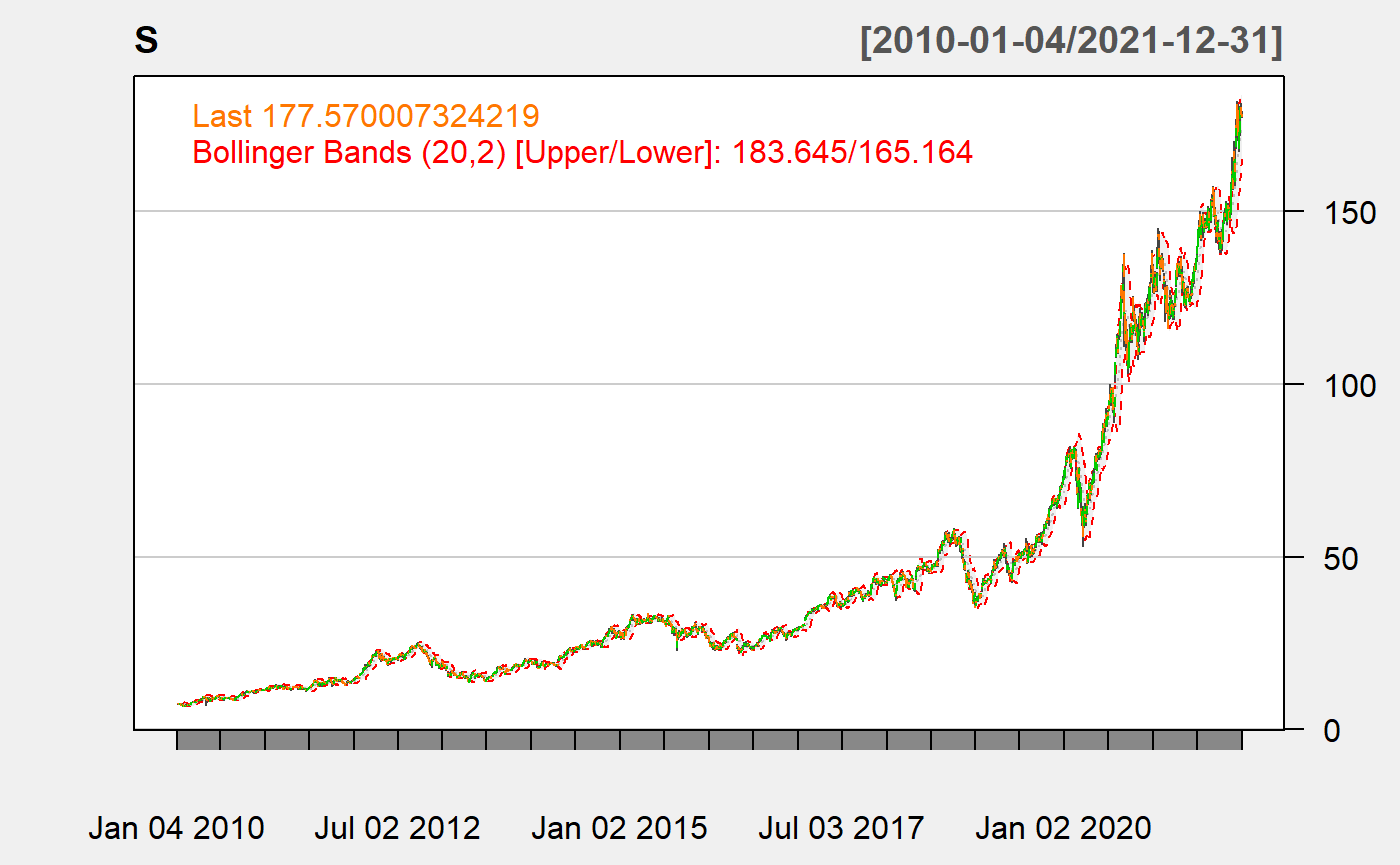 S [2010-01-04/2021-12-31]
Last 177.570007324219
Bollinger Bands (20,2) [Upper/Lower]: 183.645/165.164
150
100
50
0
Jan 04 2010 Jul 02 2012 Jan 02 2015 Jul 03 2017 Jan 02 2020